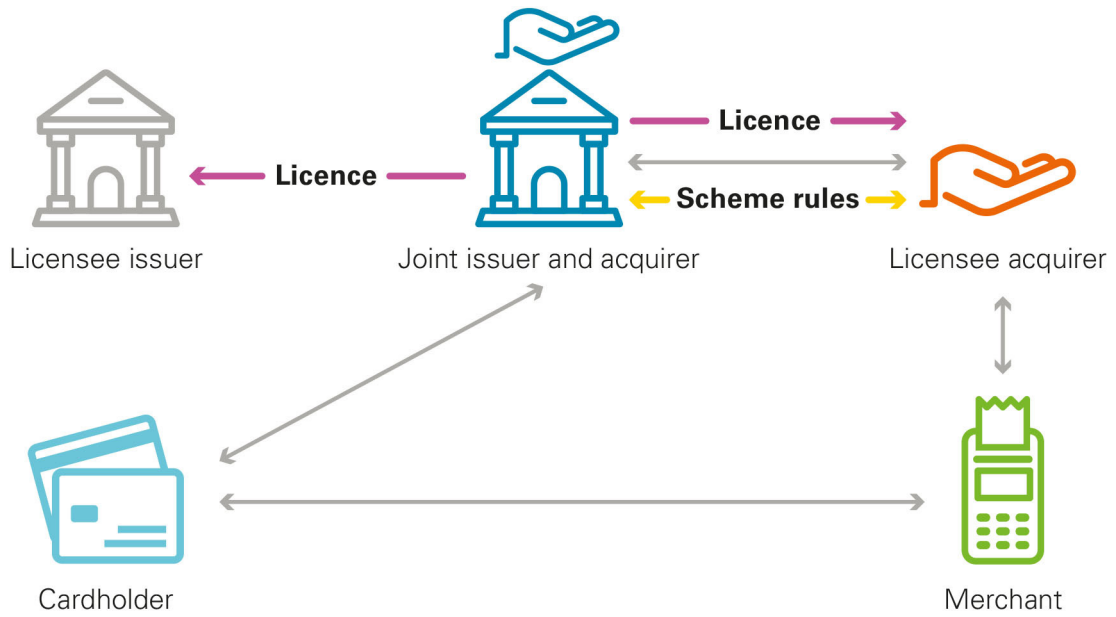 Licence
Licence
Scheme rules
Licensee issuer
Joint issuer and acquirer
Licensee acquirer
Cardholder
Merchant